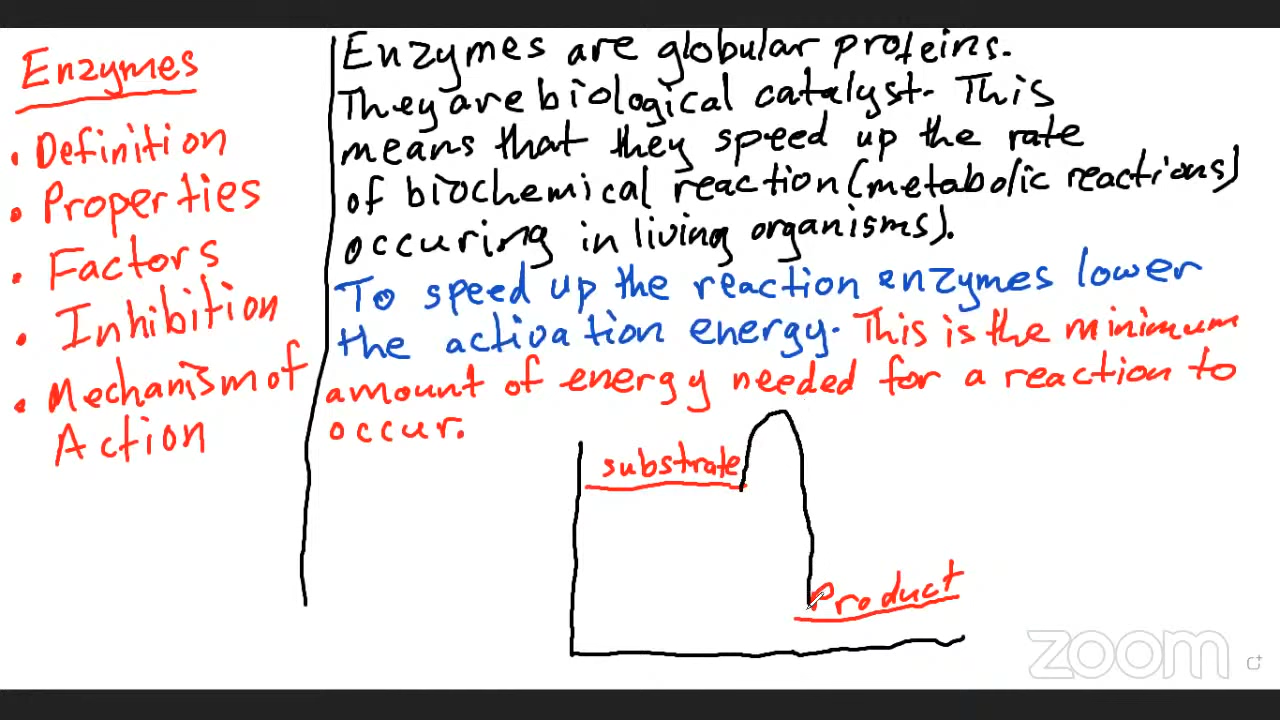 Enzymes
• Definition
• Properties
• Factors
• Inhibition
• Mechanism of
Action
Enzymes are globular proteins.
They are biological catalyst. This
means that they speed up the rate
of biochemical reaction (metabolic reactions)
occuring in living organisms).
To speed up the reaction enzymes lower
the activation energy. This is the minimum
amount of energy needed for a reaction to
occur.
substrate
Product
zoom